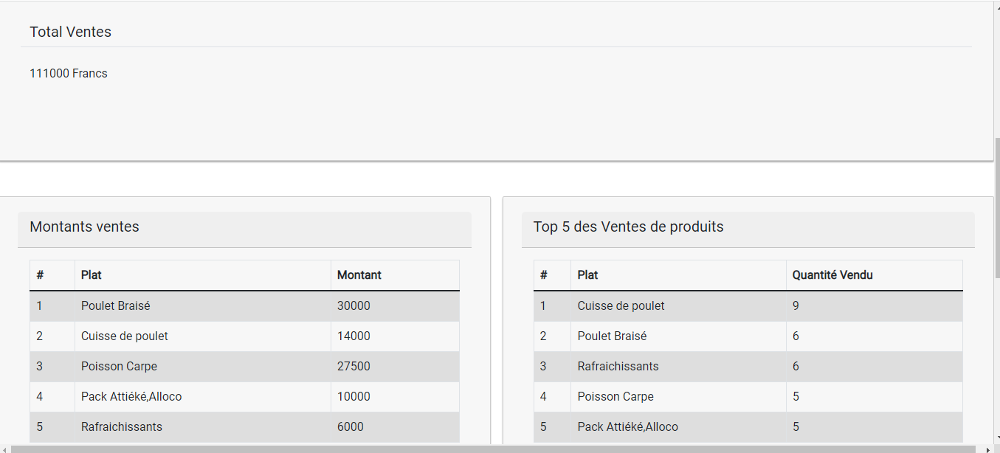 Total Ventes
111000 Francs
Montants ventes
# Plat Montant
1 Poulet Braisé 30000
2 Cuisse de poulet 14000
3 Poisson Carpe 27500
4 Pack Attiéké,Alloco 10000
5 Rafraichissants 6000
Top 5 des Ventes de produits
# Plat Quantité Vendu
1 Cuisse de poulet 9
2 Poulet Braisé 6
3 Rafraichissants 6
4 Poisson Carpe 5
5 Pack Attiéké,Alloco 5